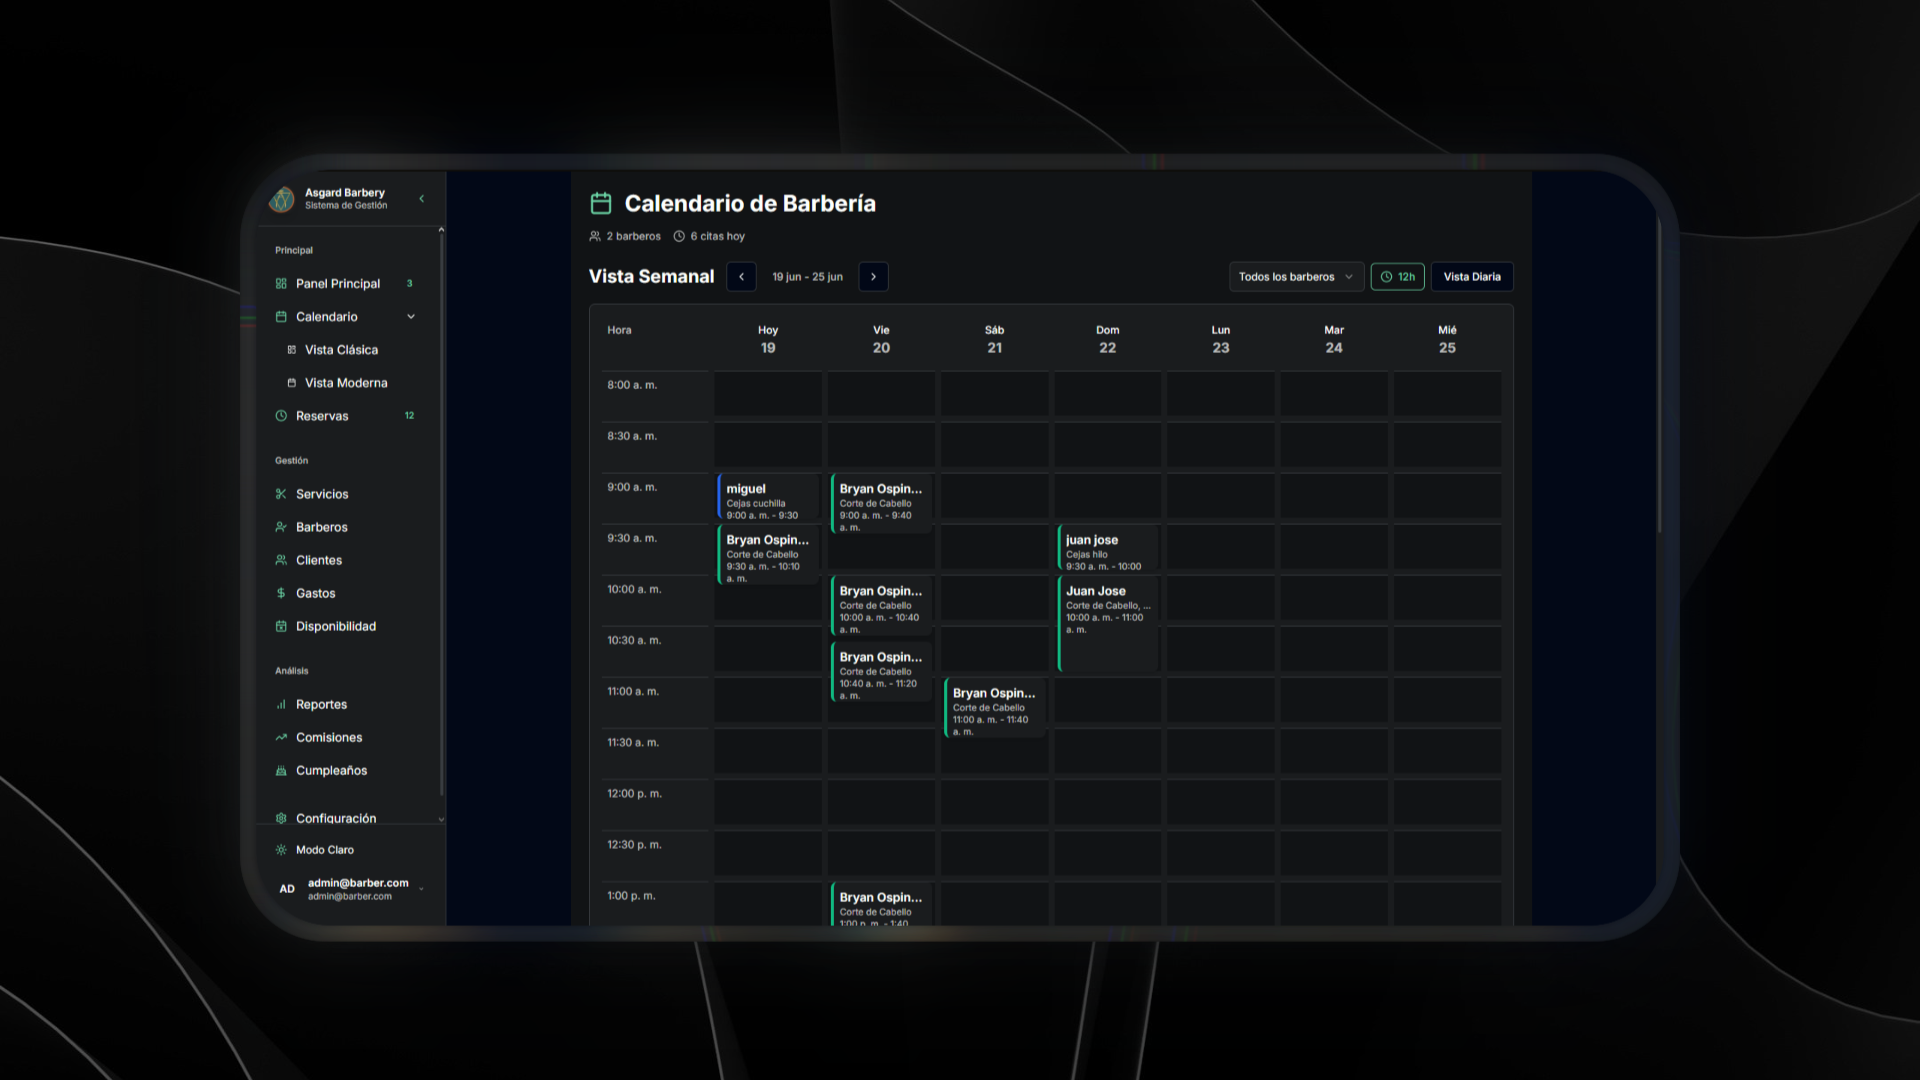 Asgard Barbery
Sistema de Gestión
Principal
Panel Principal 3
Calendario
Vista Clásica
Vista Moderna
Reservas 12
Gestión
Servicios
Barberos
Clientes
Gastos
Disponibilidad
Análisis
Reportes
Comisiones
Cumpleaños
Configuración
Modo Claro
AD
admin@barber.com
admin@barber.com
Calendario de Barbería
2 barberos 6 citas hoy
Vista Semanal 19 jun - 25 jun Todos los barberos 12h Vista Diaria
Hora Hoy Vie Sáb Dom Lun Mar Mié
19 20 21 22 23 24 25
8:00 a. m.
8:30 a. m.
9:00 a. m.
miguel
Cejas cuchilla
9:00 a. m. - 9:30
Bryan Ospin...
Corte de Cabello
9:00 a. m. - 9:40
a. m.
9:30 a. m.
Bryan Ospin...
Corte de Cabello
9:30 a. m. - 10:10
a. m.
juan jose
Cejas hilo
9:30 a. m. - 10:00
10:00 a. m.
Bryan Ospin...
Corte de Cabello
10:00 a. m. - 10:40
a. m.
Juan Jose
Corte de Cabello, ...
10:00 a. m. - 11:00
a. m.
10:30 a. m.
Bryan Ospin...
Corte de Cabello
10:40 a. m. - 11:20
a. m.
11:00 a. m.
Bryan Ospin...
Corte de Cabello
11:00 a. m. - 11:40
a. m.
11:30 a. m.
12:00 p. m.
12:30 p. m.
1:00 p. m.
Bryan Ospin...
Corte de Cabello
1:00 p. m. - 1:40